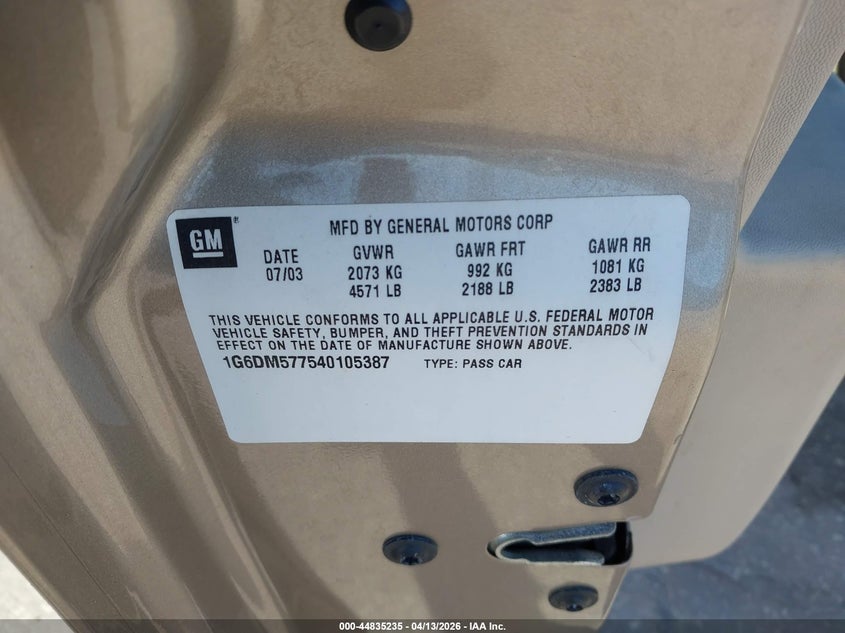 GM
MFD BY GENERAL MOTORS CORP
DATE GVWR GAWR FRT GAWR RR
07/03 2073 KG 992 KG 1081 KG
4571 LB 2188 LB 2383 LB
THIS VEHICLE CONFORMS TO ALL APPLICABLE U.S. FEDERAL MOTOR
VEHICLE SAFETY, BUMPER, AND THEFT PREVENTION STANDARDS IN
EFFECT ON THE DATE OF MANUFACTURE SHOWN ABOVE.
1G6DM577540105387 TYPE: PASS CAR
000-44835235 - 04/13/2026 - IAA Inc.